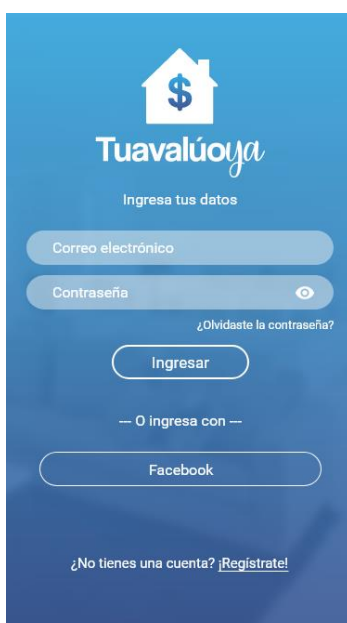 $
Tuavalúoya
Ingresa tus datos
Correo electrónico
Contraseña
¿Olvidaste la contraseña?
Ingresar
--- O ingresa con ---
Facebook
¿No tienes una cuenta? ¡Regístrate!